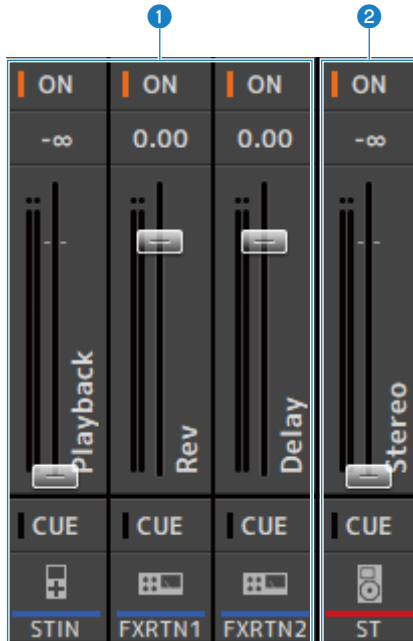 1 2
ON ON ON ON
-∞ 0.00 0.00 -∞
Playback Rev Delay Stereo
CUE CUE CUE CUE
STIN FXRTN1 FXRTN2 ST